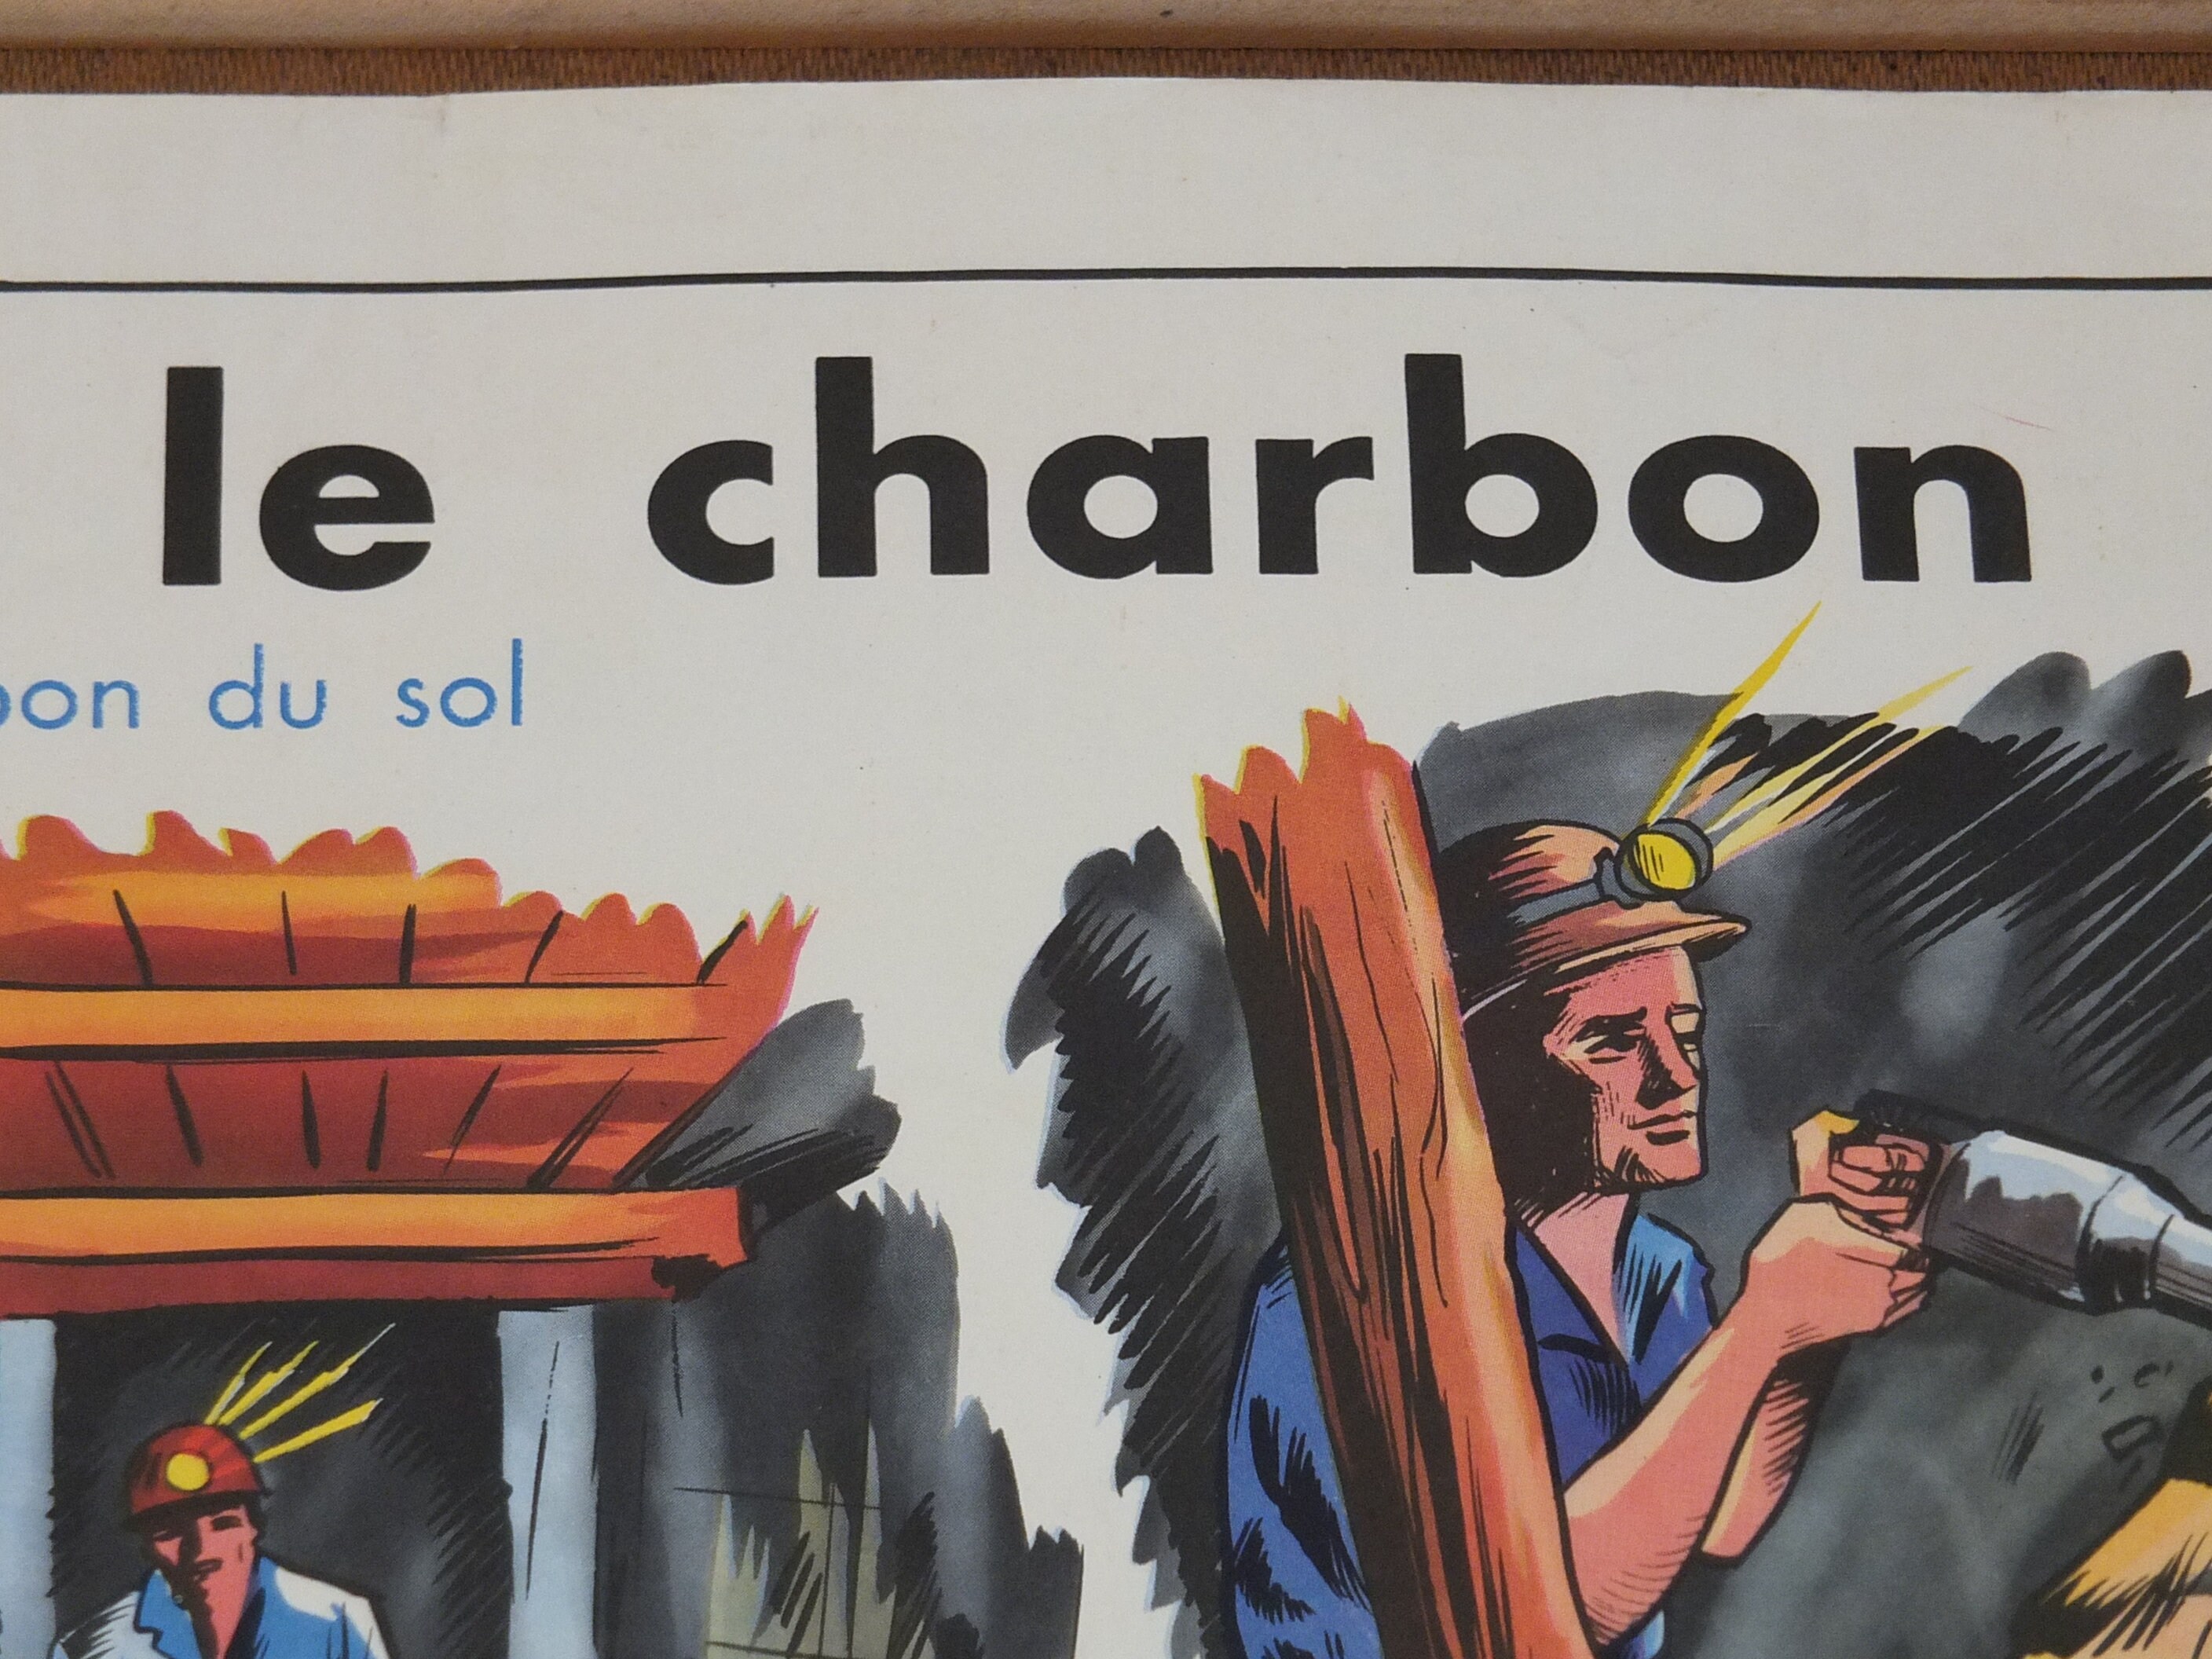 le charbon
du sol